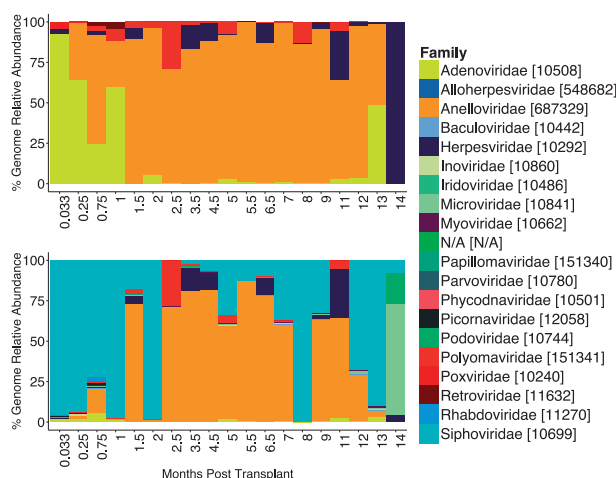 100
75
50
25
0
% Genome Relative Abundance
0.033
0.25
0.75
1
1.5
2
2.5
3.5
4.5
5
5.5
6.5
7
8
9
11
12
13
14
100
75
50
25
0
% Genome Relative Abundance
0.033
0.25
0.75
1
1.5
2
2.5
3.5
4.5
5
5.5
6.5
7
8
9
11
12
13
14
Months Post Transplant
Family
Adenoviridae [10508]
Alloherpesviridae [548682]
Anelloviridae [687329]
Baculoviridae [10442]
Herpesviridae [10292]
Inoviridae [10860]
Iridoviridae [10486]
Microviridae [10841]
Myoviridae [10662]
N/A [N/A]
Papillomaviridae [151340]
Parvoviridae [10780]
Phycodnaviridae [10501]
Picornaviridae [12058]
Podoviridae [10744]
Polyomaviridae [151341]
Poxviridae [10240]
Retroviridae [11632]
Rhabdoviridae [11270]
Siphoviridae [10699]